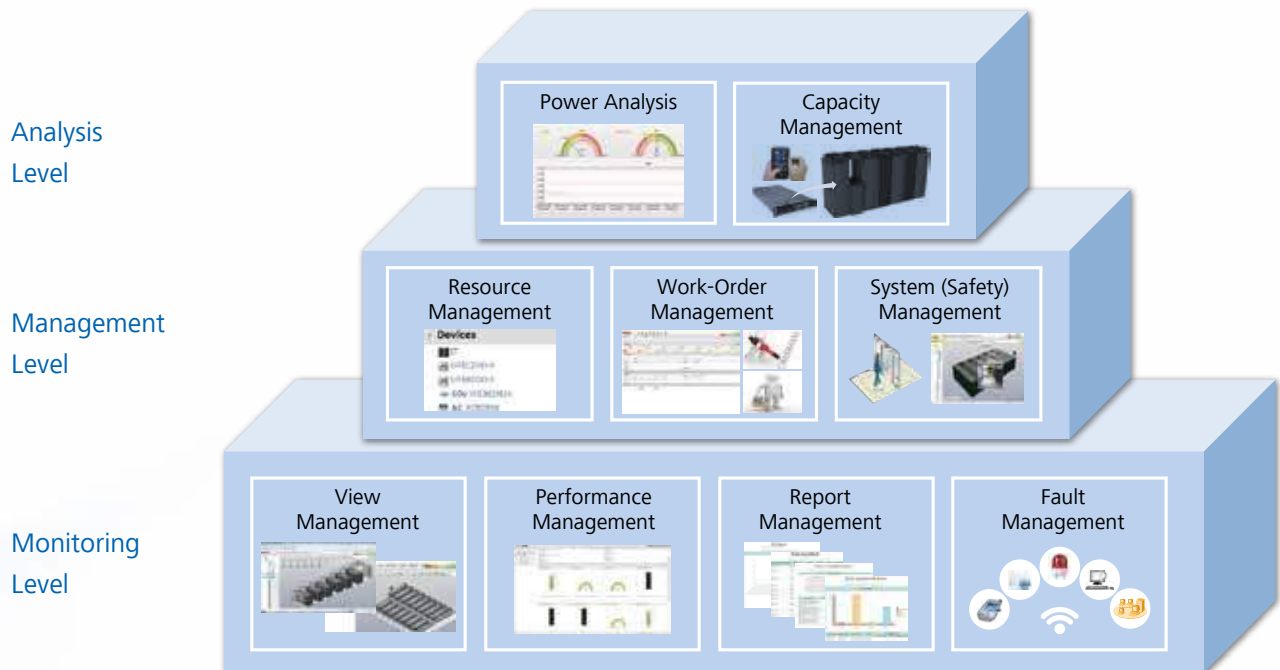 Analysis
Level
Power Analysis
Capacity
Management
Management
Level
Resource
Management
Devices
Work-Order
Management
System (Safety)
Management
Monitoring
Level
View
Management
Performance
Management
Report
Management
Fault
Management